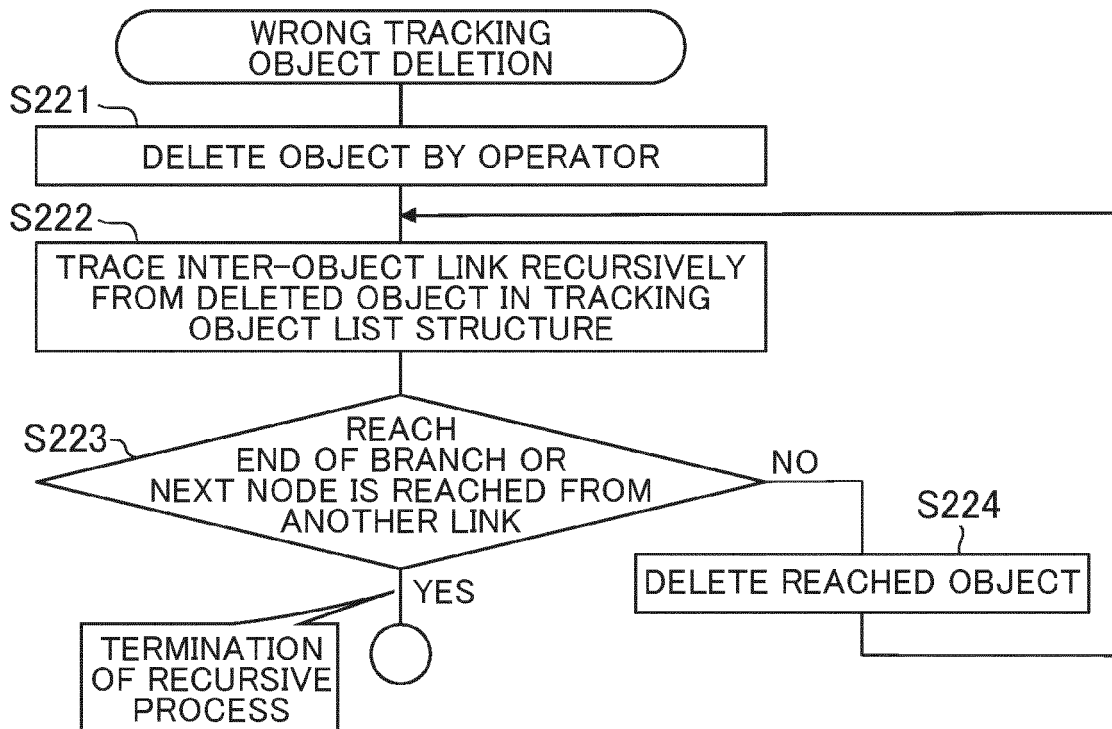 WRONG TRACKING
OBJECT DELETION
S221
DELETE OBJECT BY OPERATOR
S222
TRACE INTER-OBJECT LINK RECURSIVELY
FROM DELETED OBJECT IN TRACKING
OBJECT LIST STRUCTURE
S223
REACH
END OF BRANCH OR
NEXT NODE IS REACHED FROM
ANOTHER LINK
NO
S224
DELETE REACHED OBJECT
YES
TERMINATION
OF RECURSIVE
PROCESS